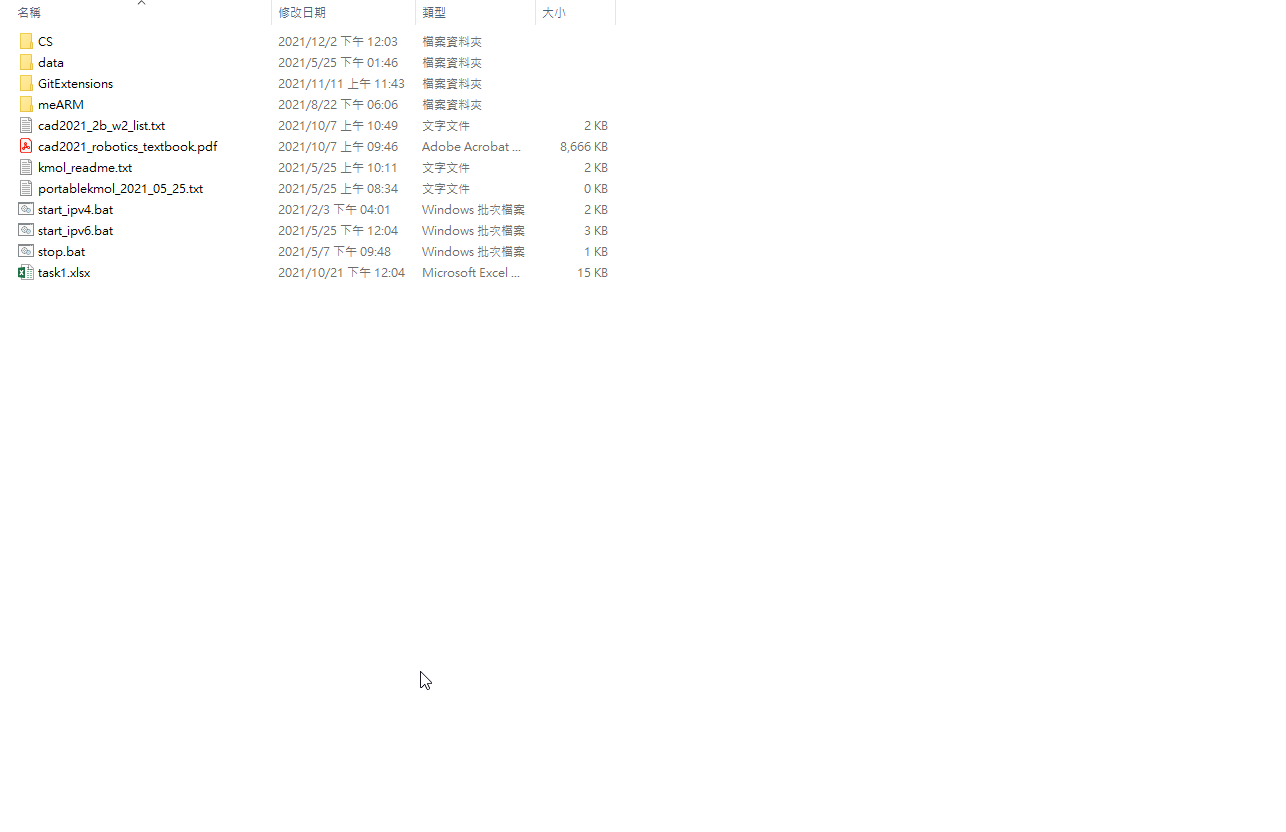 名稱 修改日期 類型 大小
CS 2021/12/2 下午 12:03 檔案資料夾
data 2021/5/25 下午 01:46 檔案資料夾
GitExtensions 2021/11/11 上午 11:43 檔案資料夾
meARM 2021/8/22 下午 06:06 檔案資料夾
cad2021_2b_w2_list.txt 2021/10/7 上午 10:49 文字文件 2 KB
cad2021_robotics_textbook.pdf 2021/10/7 上午 09:46 Adobe Acrobat ... 8,666 KB
kmol_readme.txt 2021/5/25 上午 10:11 文字文件 2 KB
portablekmol_2021_05_25.txt 2021/5/25 上午 08:34 文字文件 0 KB
start_ipv4.bat 2021/2/3 下午 04:01 Windows 批次檔案 2 KB
start_ipv6.bat 2021/5/25 下午 12:04 Windows 批次檔案 3 KB
stop.bat 2021/5/7 下午 09:48 Windows 批次檔案 1 KB
task1.xlsx 2021/10/21 下午 12:04 Microsoft Excel ... 15 KB